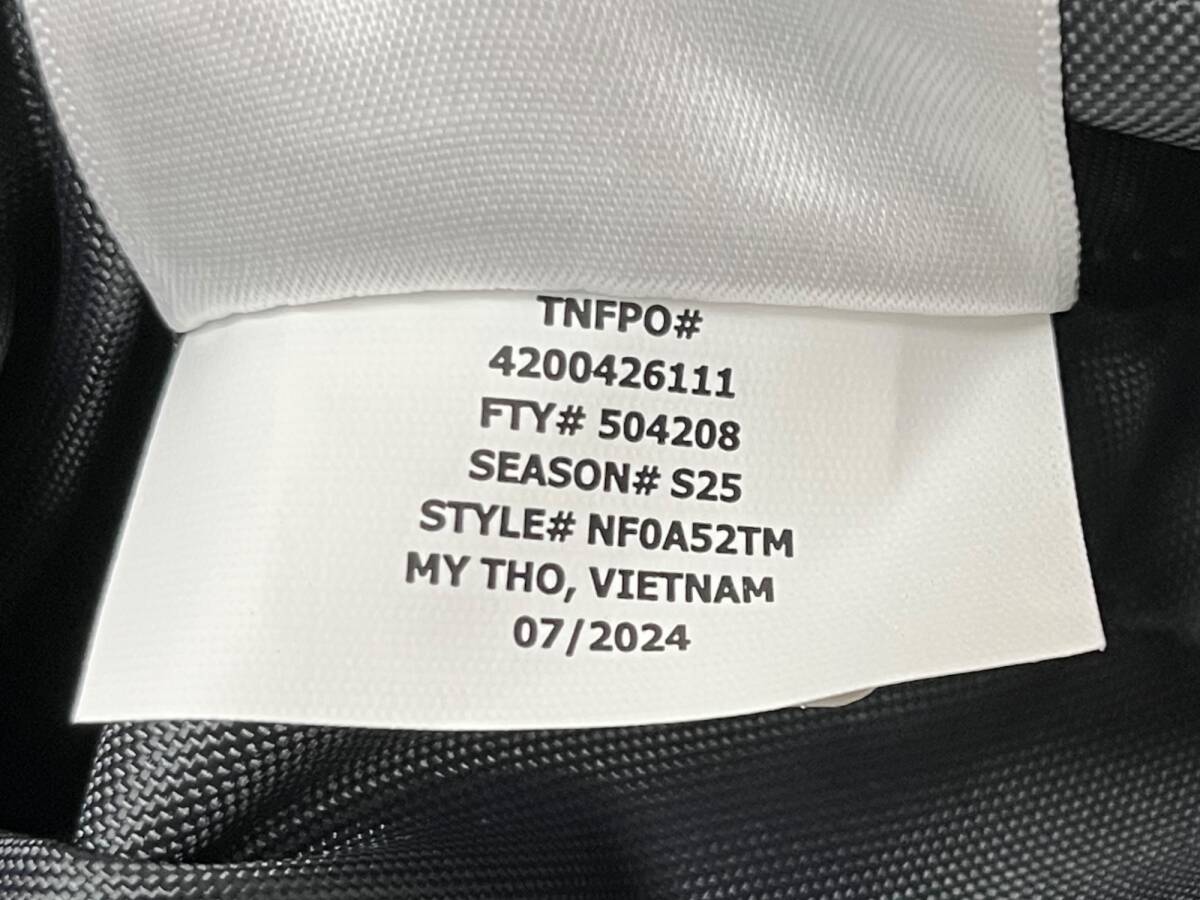 TNFPO#
4200426111
FTY# 504208
SEASON# S25
STYLE# NF0A52TM
MY THO, VIETNAM
07/2024